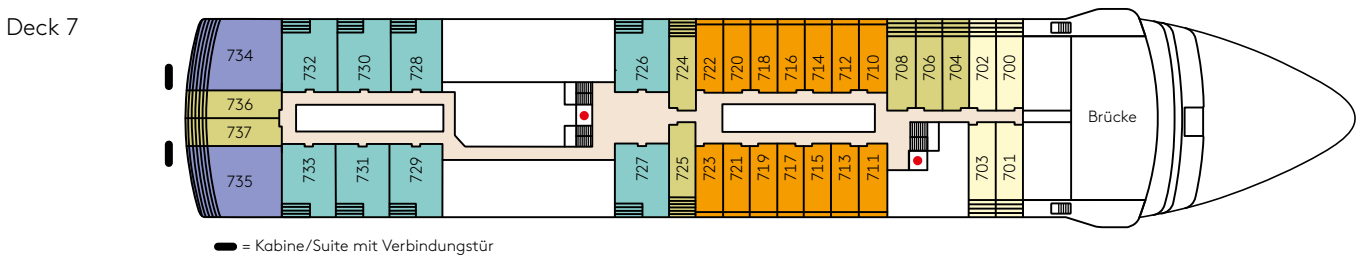 Deck 7
734 732 730 728 726 724 722 720 718 716 714 712 710 708 706 704 702 700
736
737
Brücke
735 733 731 729 727 725 723 721 719 717 715 713 711 703 701
= Kabine/Suite mit Verbindungstür